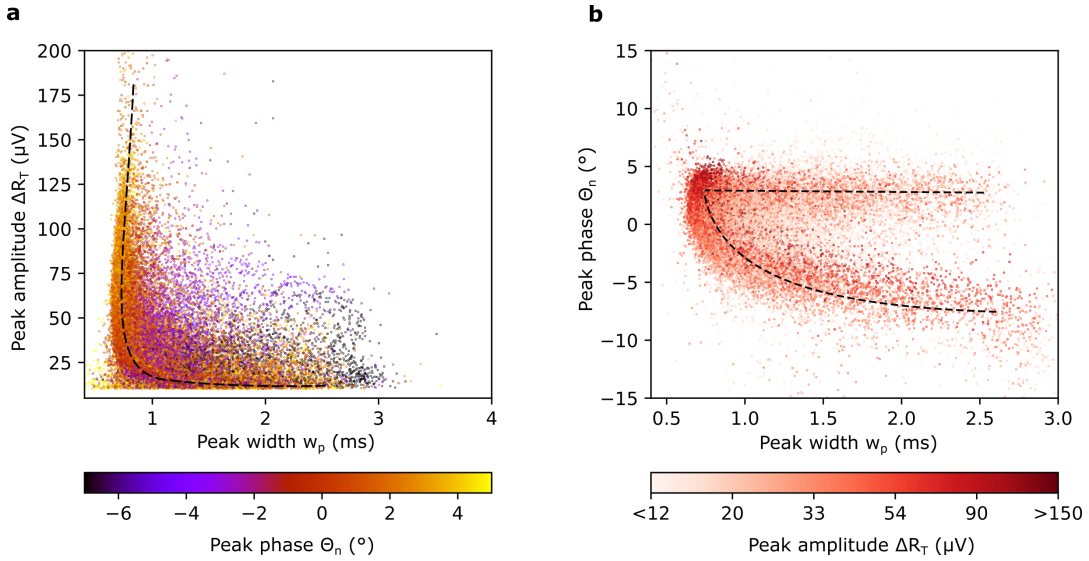 a
200
175
150
125
100
75
50
25
Peak amplitude ΔR_T (µV)
1 2 3 4
Peak width w_p (ms)
−6 −4 −2 0 2 4
Peak phase Θ_n (°)
b
15
10
5
0
−5
−10
−15
Peak phase Θ_n (°)
0.5 1.0 1.5 2.0 2.5 3.0
Peak width w_p (ms)
<12 20 33 54 90 >150
Peak amplitude ΔR_T (µV)